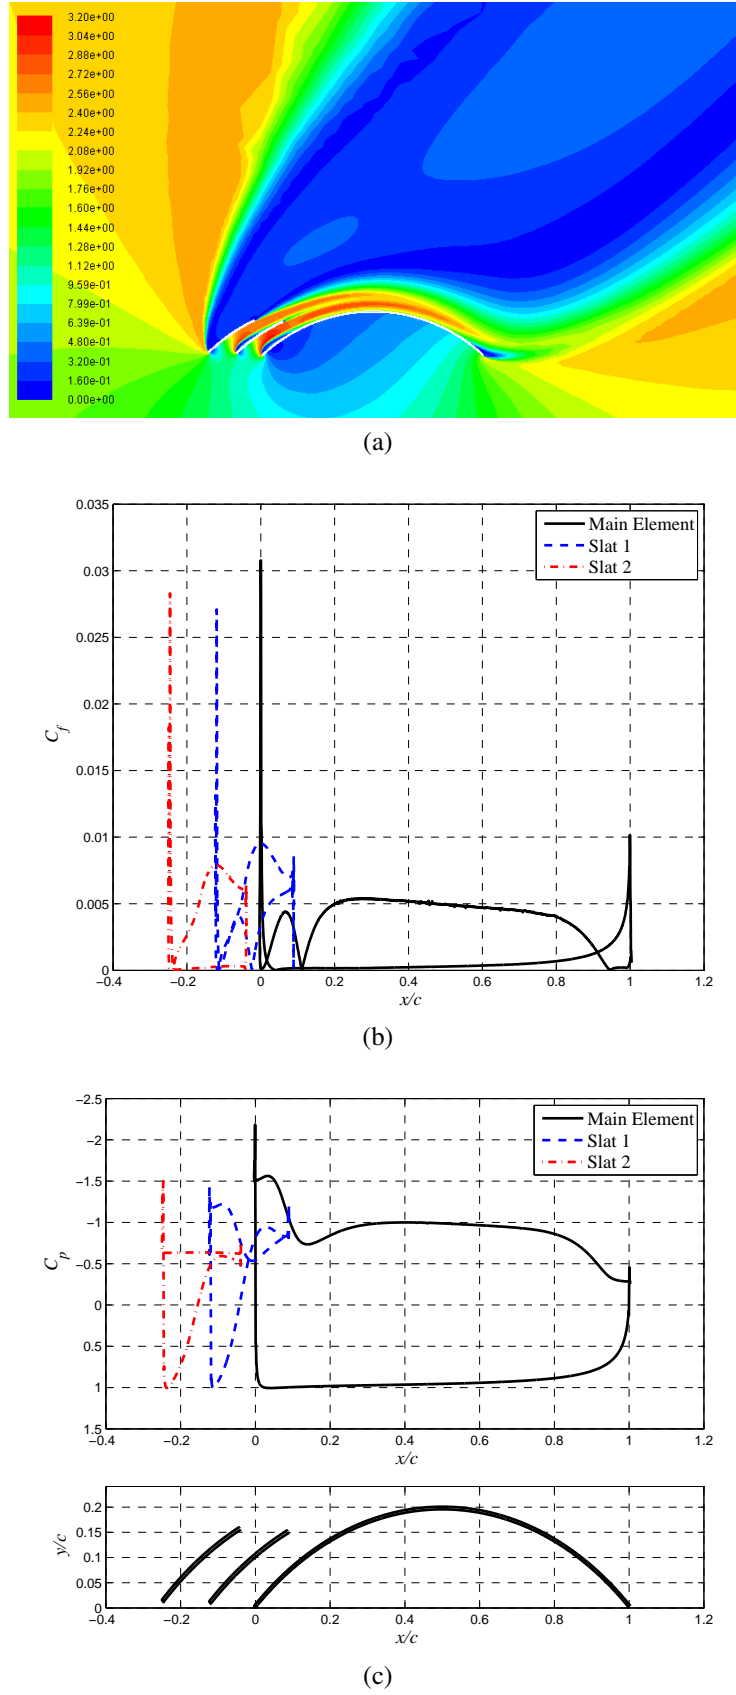 3.20e+00
3.04e+00
2.88e+00
2.72e+00
2.56e+00
2.40e+00
2.24e+00
2.08e+00
1.92e+00
1.76e+00
1.60e+00
1.44e+00
1.28e+00
1.12e+00
9.59e-01
7.99e-01
6.39e-01
4.80e-01
3.20e-01
1.60e-01
0.00e+00
(a)
0.035
0.03
0.025
0.02
0.015
0.01
0.005
0
C_f
Main Element
Slat 1
Slat 2
-0.4 -0.2 0 0.2 0.4 0.6 0.8 1 1.2
x/c
(b)
-2.5
-2
-1.5
-1
-0.5
0
0.5
1
1.5
C_p
Main Element
Slat 1
Slat 2
-0.4 -0.2 0 0.2 0.4 0.6 0.8 1 1.2
x/c
0.2
0.15
0.1
0.05
0
y/c
-0.4 -0.2 0 0.2 0.4 0.6 0.8 1 1.2
x/c
(c)